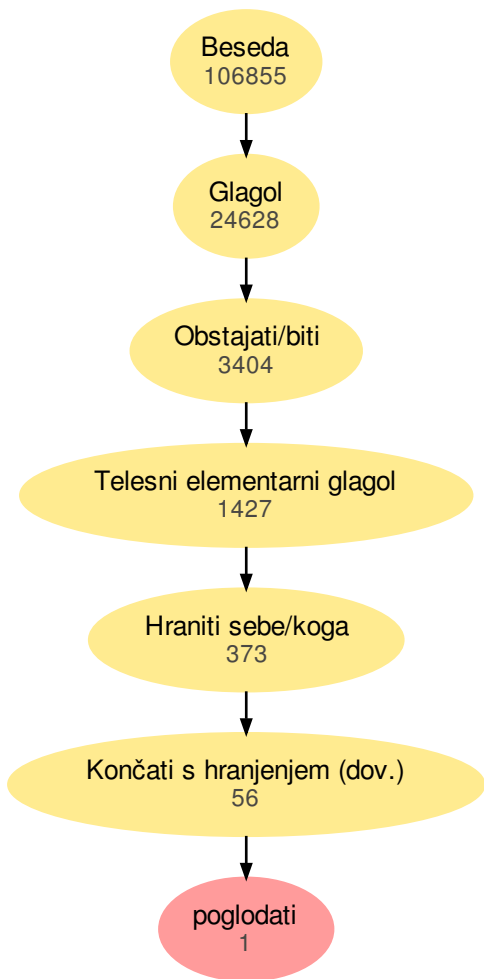 Beseda
106855
Glagol
24628
Obstajati/biti
3404
Telesni elementarni glagol
1427
Hraniti sebe/koga
373
Končati s hranjenjem (dov.)
56
poglodati
1